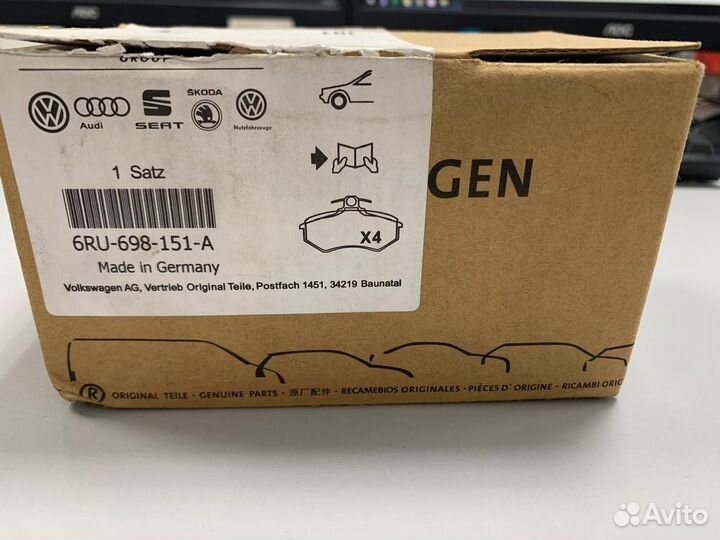 GROUP
Audi
SEAT
ŠKODA
Nutzfahrzeuge
1 Satz
6RU-698-151-A
Made in Germany
Volkswagen AG, Vertrieb Original Teile, Postfach 1451, 34219 Baunatal
X4
GEN
® ORIGINAL TEILE · GENUINE PARTS · 原厂配件 · RECAMBIOS ORIGINALES · PIÈCES D' ORIGINE · RICAMBI ORIG
AOC
Avito